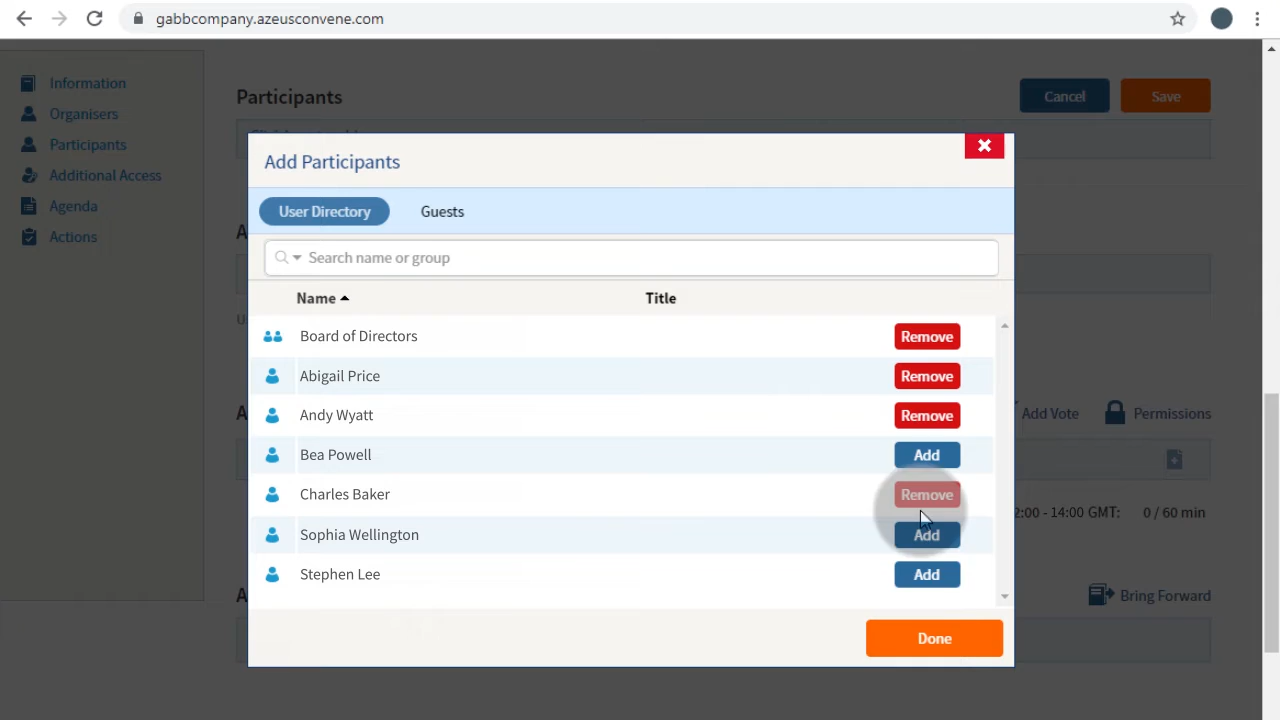 gabbcompany.azeusconvene.com
Information
Organisers
Participants
Additional Access
Agenda
Actions
Participants
Cancel
Save
Add Participants
User Directory
Guests
Search name or group
Name
Title
Board of Directors Remove
Abigail Price Remove
Andy Wyatt Remove
Bea Powell Add
Charles Baker Remove
Sophia Wellington Add
Stephen Lee Add
Done
Add Vote
Permissions
2:00 - 14:00 GMT: 0 / 60 min
Bring Forward